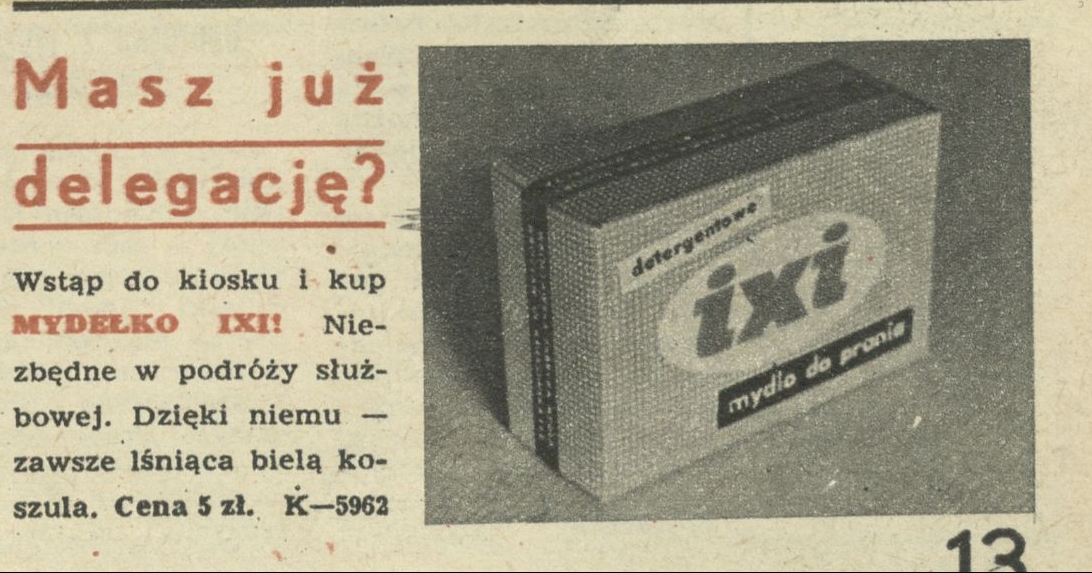 Masz już
delegację?
Wstąp do kiosku i kup
MYDEŁKO IXI! Nie-
zbędne w podróży służ-
bowej. Dzięki niemu —
zawsze lśniąca bielą ko-
szula. Cena 5 zł. K—5962
detergentowe
ixi
mydło do prania
13